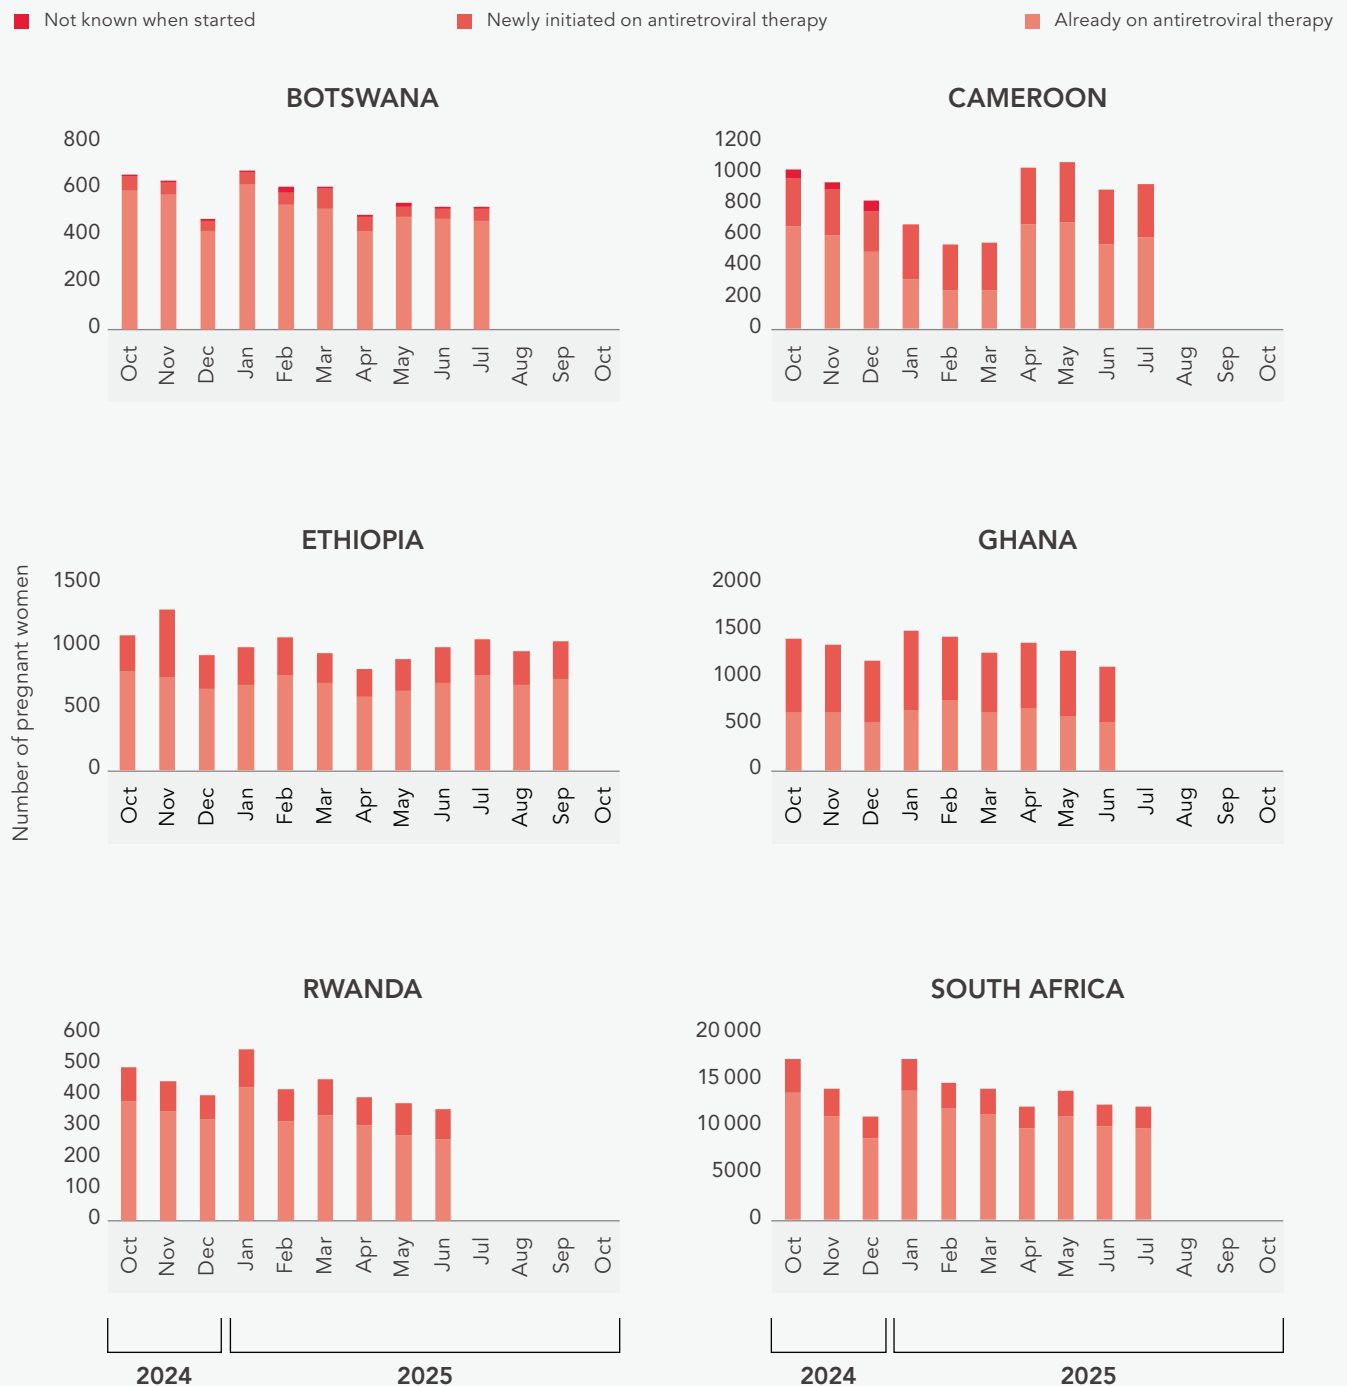 Not known when started
Newly initiated on antiretroviral therapy
Already on antiretroviral therapy
BOTSWANA
800
600
400
200
0
Oct
Nov
Dec
Jan
Feb
Mar
Apr
May
Jun
Jul
Aug
Sep
Oct
CAMEROON
1200
1000
800
600
400
200
0
Oct
Nov
Dec
Jan
Feb
Mar
Apr
May
Jun
Jul
Aug
Sep
Oct
Number of pregnant women
ETHIOPIA
1500
1000
500
0
Oct
Nov
Dec
Jan
Feb
Mar
Apr
May
Jun
Jul
Aug
Sep
Oct
GHANA
2000
1500
1000
500
0
Oct
Nov
Dec
Jan
Feb
Mar
Apr
May
Jun
Jul
Aug
Sep
Oct
RWANDA
600
500
400
300
200
100
0
Oct
Nov
Dec
Jan
Feb
Mar
Apr
May
Jun
Jul
Aug
Sep
Oct
2024
2025
SOUTH AFRICA
20 000
15 000
10 000
5000
0
Oct
Nov
Dec
Jan
Feb
Mar
Apr
May
Jun
Jul
Aug
Sep
Oct
2024
2025